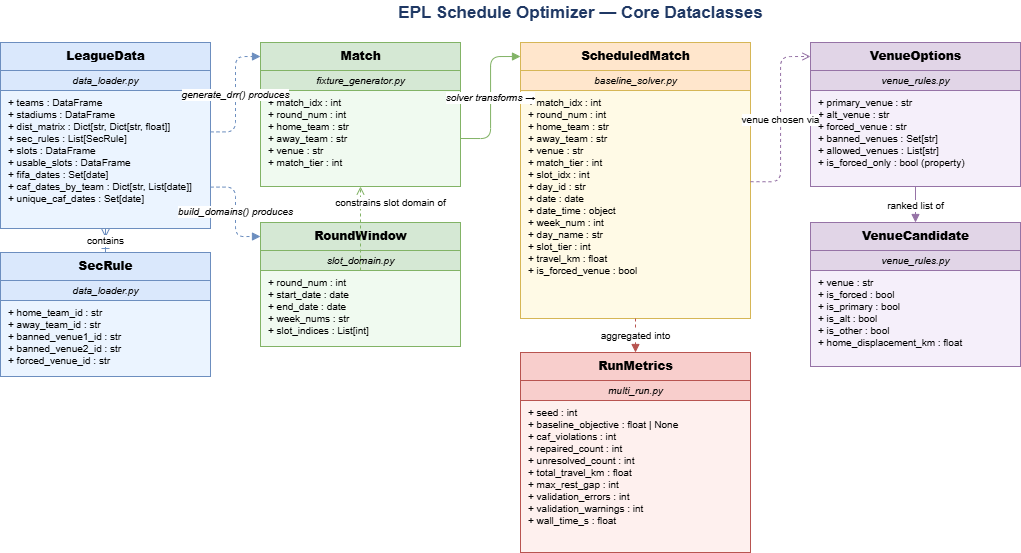 EPL Schedule Optimizer — Core Dataclasses
LeagueData
data_loader.py
+ teams : DataFrame
+ stadiums : DataFrame
+ dist_matrix : Dict[str, Dict[str, float]]
+ sec_rules : List[SecRule]
+ slots : DataFrame
+ usable_slots : DataFrame
+ fifa_dates : Set[date]
+ caf_dates_by_team : Dict[str, List[date]]
+ unique_caf_dates : Set[date]
contains
SecRule
data_loader.py
+ home_team_id : str
+ away_team_id : str
+ banned_venue1_id : str
+ banned_venue2_id : str
+ forced_venue_id : str
generate_drr() produces
build_domains() produces
Match
fixture_generator.py
+ match_idx : int
+ round_num : int
+ home_team : str
+ away_team : str
+ venue : str
+ match_tier : int
constrains slot domain of
RoundWindow
slot_domain.py
+ round_num : int
+ start_date : date
+ end_date : date
+ week_nums : str
+ slot_indices : List[int]
solver transforms →
ScheduledMatch
baseline_solver.py
+ match_idx : int
+ round_num : int
+ home_team : str
+ away_team : str
+ venue : str
+ match_tier : int
+ slot_idx : int
+ day_id : str
+ date : date
+ date_time : object
+ week_num : int
+ day_name : str
+ slot_tier : int
+ travel_km : float
+ is_forced_venue : bool
aggregated into
RunMetrics
multi_run.py
+ seed : int
+ baseline_objective : float | None
+ caf_violations : int
+ repaired_count : int
+ unresolved_count : int
+ total_travel_km : float
+ max_rest_gap : int
+ validation_errors : int
+ validation_warnings : int
+ wall_time_s : float
venue chosen via
VenueOptions
venue_rules.py
+ primary_venue : str
+ alt_venue : str
+ forced_venue : str
+ banned_venues : Set[str]
+ allowed_venues : List[str]
+ is_forced_only : bool (property)
ranked list of
VenueCandidate
venue_rules.py
+ venue : str
+ is_forced : bool
+ is_primary : bool
+ is_alt : bool
+ is_other : bool
+ home_displacement_km : float